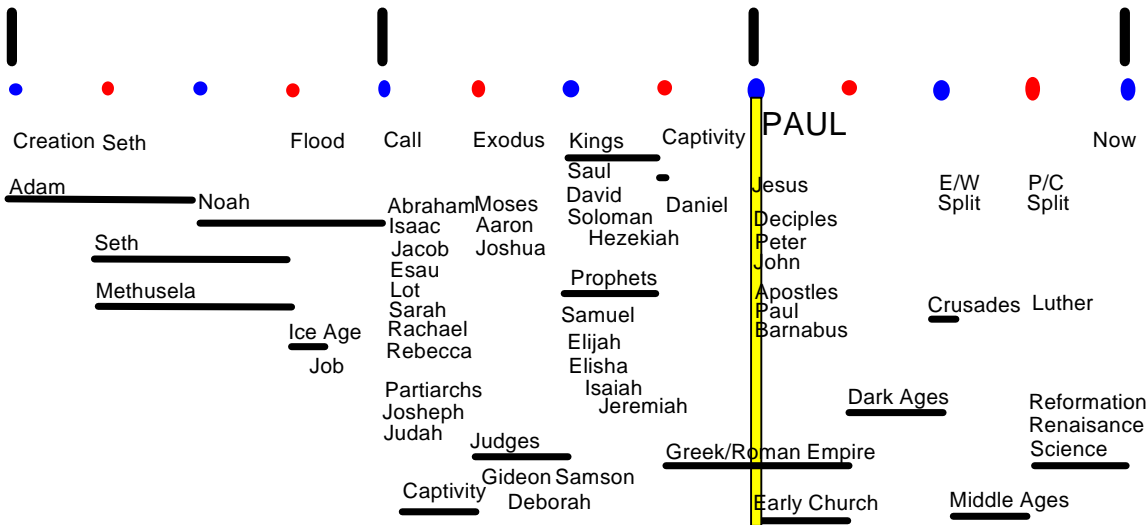 PAUL
Creation Seth
Flood
Call
Exodus
Kings
Captivity
Now
Adam
Noah
Seth
Methusela
Ice Age
Job
Abraham
Isaac
Jacob
Esau
Lot
Sarah
Rachael
Rebecca
Partiarchs
Josheph
Judah
Captivity
Moses
Aaron
Joshua
Judges
Gideon Samson
Deborah
Saul
David
Soloman
Hezekiah
Prophets
Samuel
Elijah
Elisha
Isaiah
Jeremiah
Daniel
Greek/Roman Empire
Jesus
Deciples
Peter
John
Apostles
Paul
Barnabus
Early Church
Dark Ages
E/W
Split
Crusades
Middle Ages
P/C
Split
Luther
Reformation
Renaisance
Science